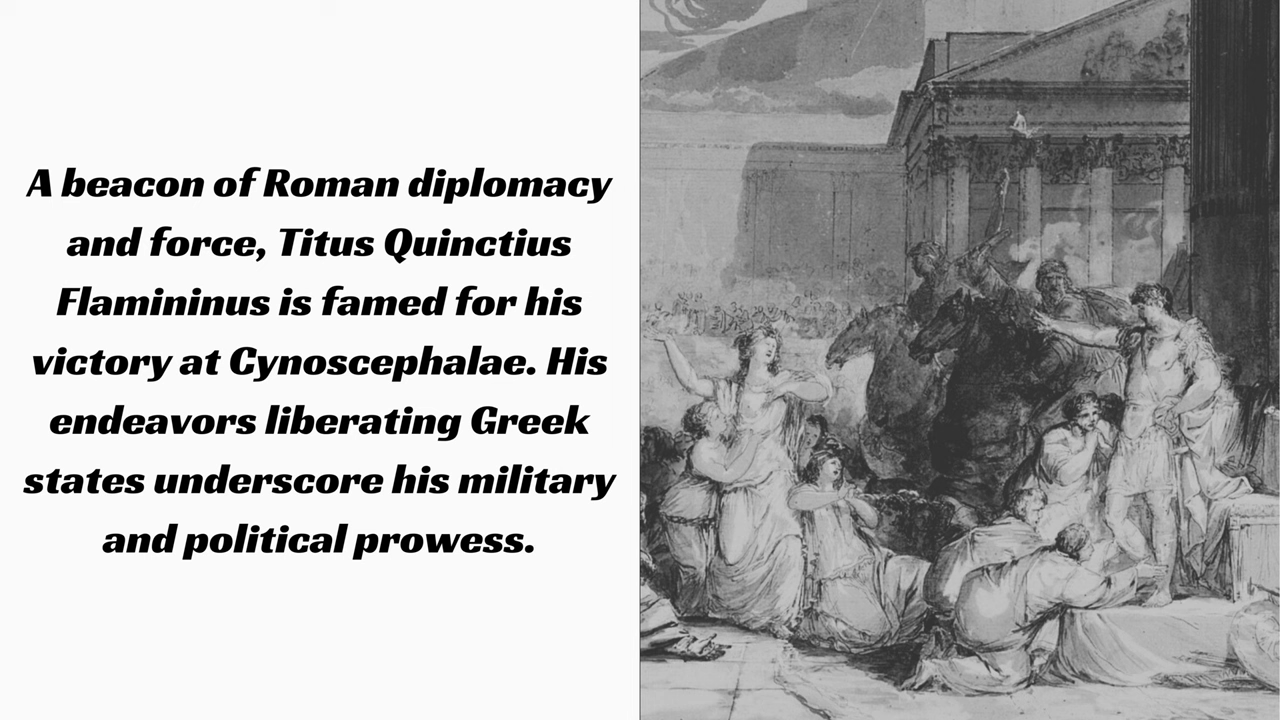 A beacon of Roman diplomacy
and force, Titus Quinctius
Flamininus is famed for his
victory at Cynoscephalae. His
endeavors liberating Greek
states underscore his military
and political prowess.